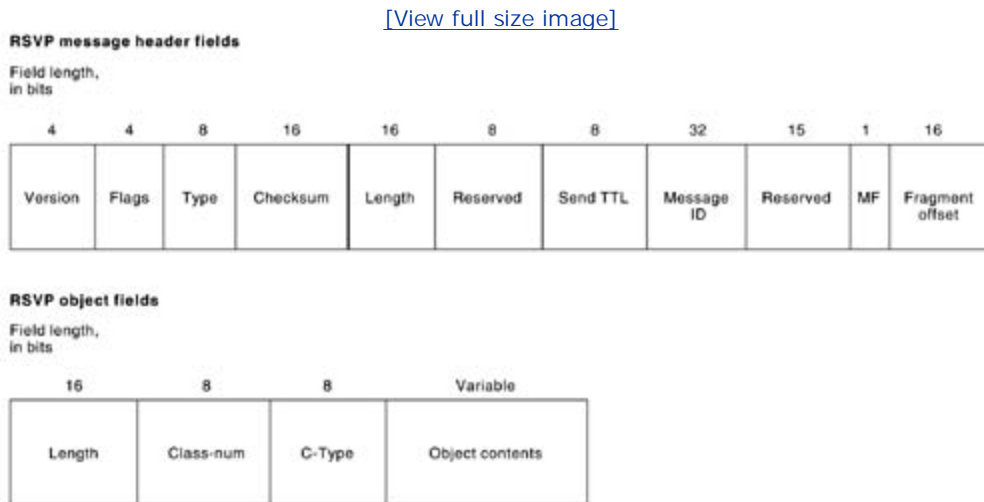 [View full size image]
RSVP message header fields
Field length,
in bits
4 4 8 16 16 8 8 32 15 1 16
Version Flags Type Checksum Length Reserved Send TTL Message ID Reserved MF Fragment offset
RSVP object fields
Field length,
in bits
16 8 8 Variable
Length Class-num C-Type Object contents